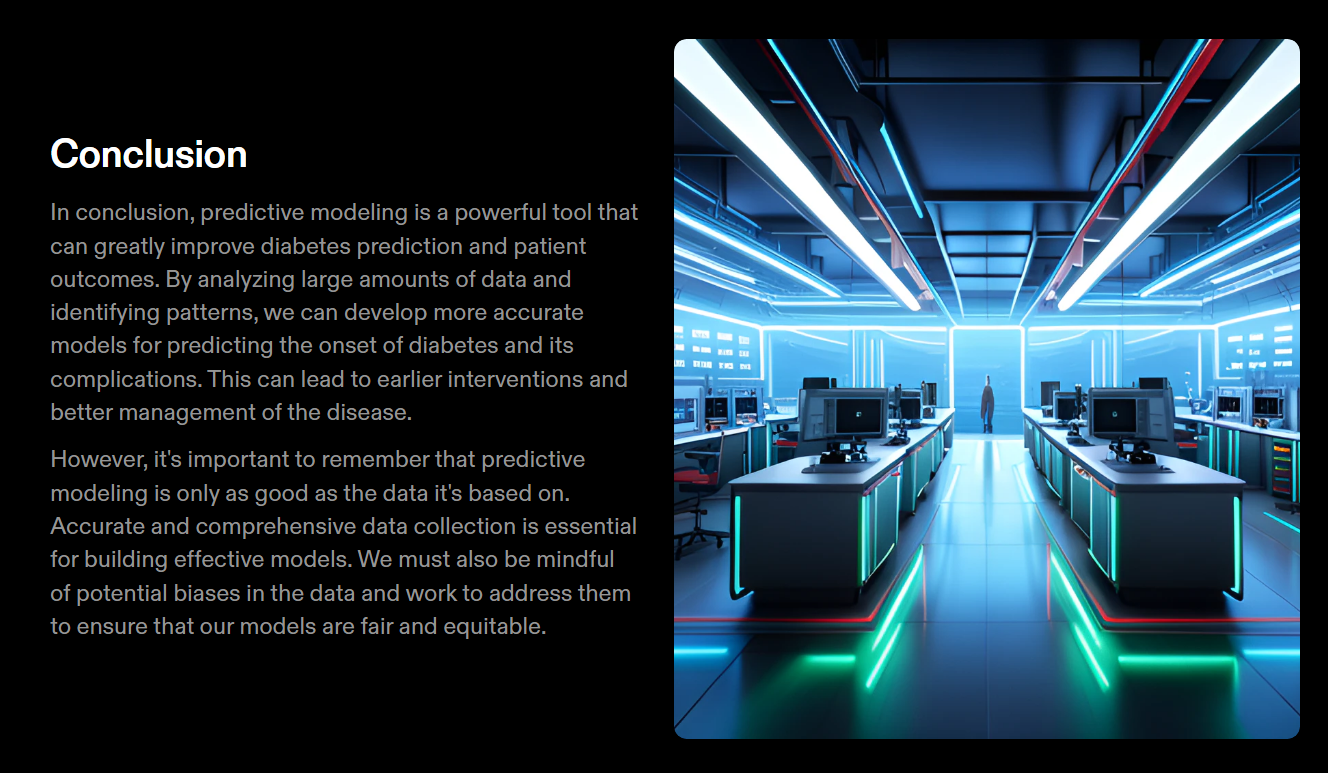 Conclusion
In conclusion, predictive modeling is a powerful tool that
can greatly improve diabetes prediction and patient
outcomes. By analyzing large amounts of data and
identifying patterns, we can develop more accurate
models for predicting the onset of diabetes and its
complications. This can lead to earlier interventions and
better management of the disease.
However, it's important to remember that predictive
modeling is only as good as the data it's based on.
Accurate and comprehensive data collection is essential
for building effective models. We must also be mindful
of potential biases in the data and work to address them
to ensure that our models are fair and equitable.